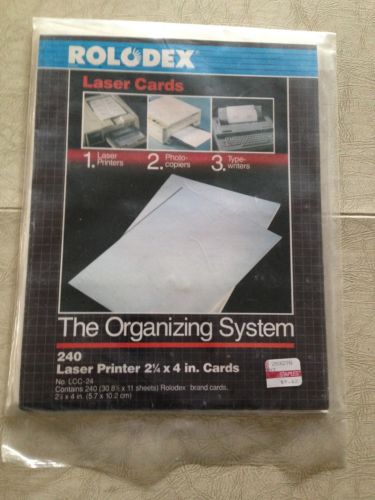 ROLODEX®
Laser Cards
1. Laser Printers
2. Photo-copiers
3. Type-writers
The Organizing System
240
Laser Printer 2¼ x 4 in. Cards
No. LCC-24
Contains 240 (30 8½ x 11 sheets) Rolodex brand cards,
2¼ x 4 in. (5.7 x 10.2 cm)
STAPLES